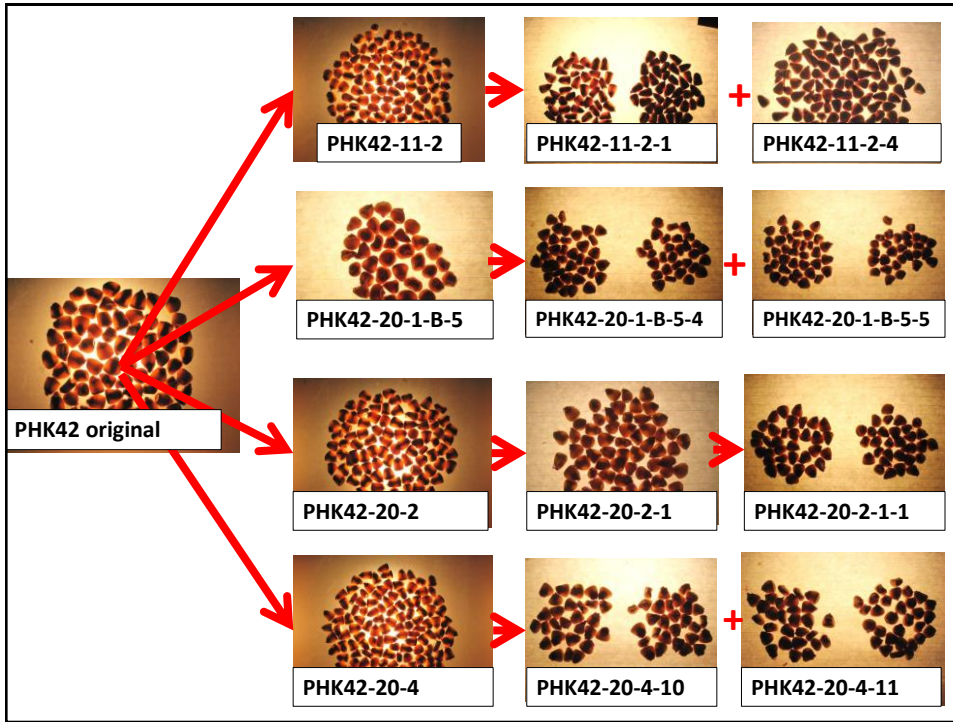 PHK42-11-2
PHK42-11-2-1
+
PHK42-11-2-4
PHK42-20-1-B-5
PHK42-20-1-B-5-4
+
PHK42-20-1-B-5-5
PHK42 original
PHK42-20-2
PHK42-20-2-1
PHK42-20-2-1-1
PHK42-20-4
PHK42-20-4-10
+
PHK42-20-4-11